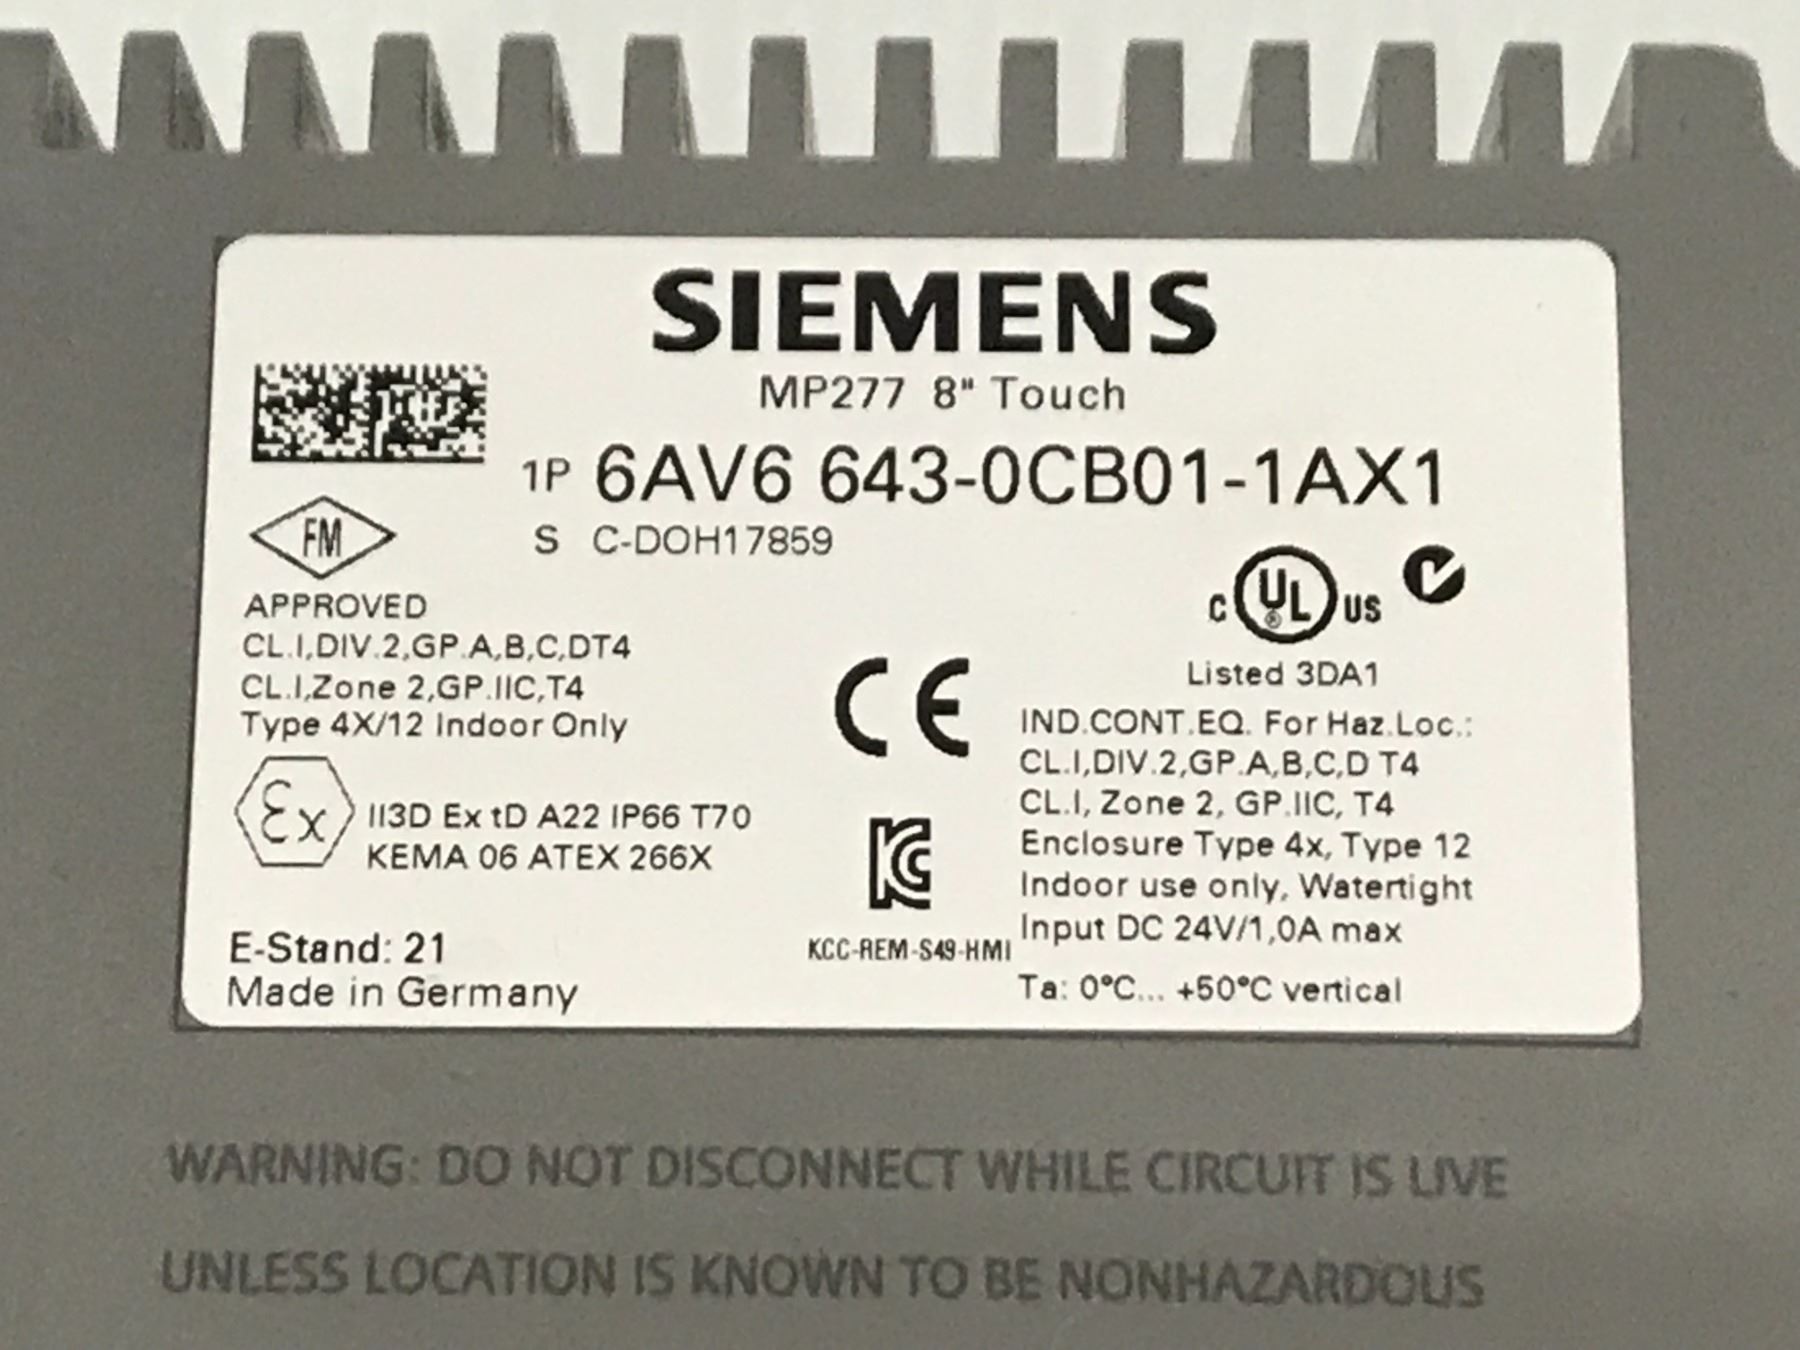 SIEMENS
MP277 8" Touch
1P 6AV6 643-0CB01-1AX1
S C-DOH17859
FM
APPROVED
CL.I,DIV.2,GP.A,B,C,DT4
CL.I,Zone 2,GP.IIC,T4
Type 4X/12 Indoor Only
Ex II3D Ex tD A22 IP66 T70
KEMA 06 ATEX 266X
E-Stand: 21
Made in Germany
CE
KC
KCC-REM-S49-HMI
C UL ® US
Listed 3DA1
IND.CONT.EQ. For Haz.Loc.:
CL.I,DIV.2,GP.A,B,C,D T4
CL.I, Zone 2, GP.IIC, T4
Enclosure Type 4x, Type 12
Indoor use only, Watertight
Input DC 24V/1,0A max
Ta: 0°C... +50°C vertical
WARNING: DO NOT DISCONNECT WHILE CIRCUIT IS LIVE
UNLESS LOCATION IS KNOWN TO BE NONHAZARDOUS